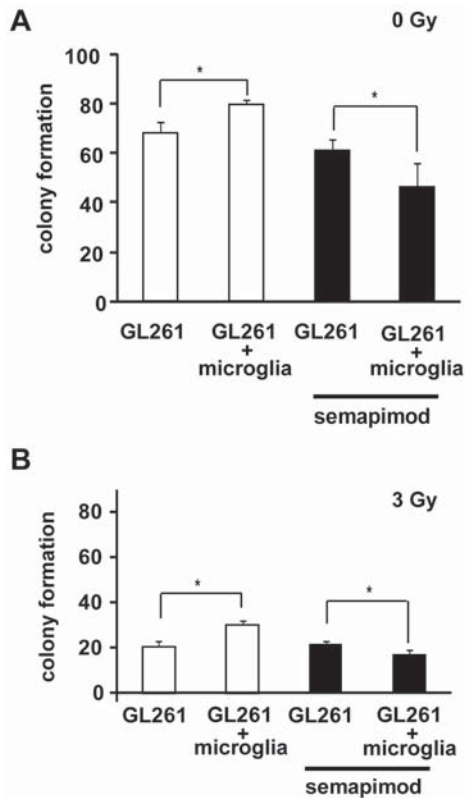 A
0 Gy
colony formation
100
80
60
40
20
0
*
*
GL261 GL261 GL261 GL261
+ +
microglia microglia
semapimod
B
3 Gy
colony formation
80
60
40
20
0
*
*
GL261 GL261 GL261 GL261
+ +
microglia microglia
semapimod